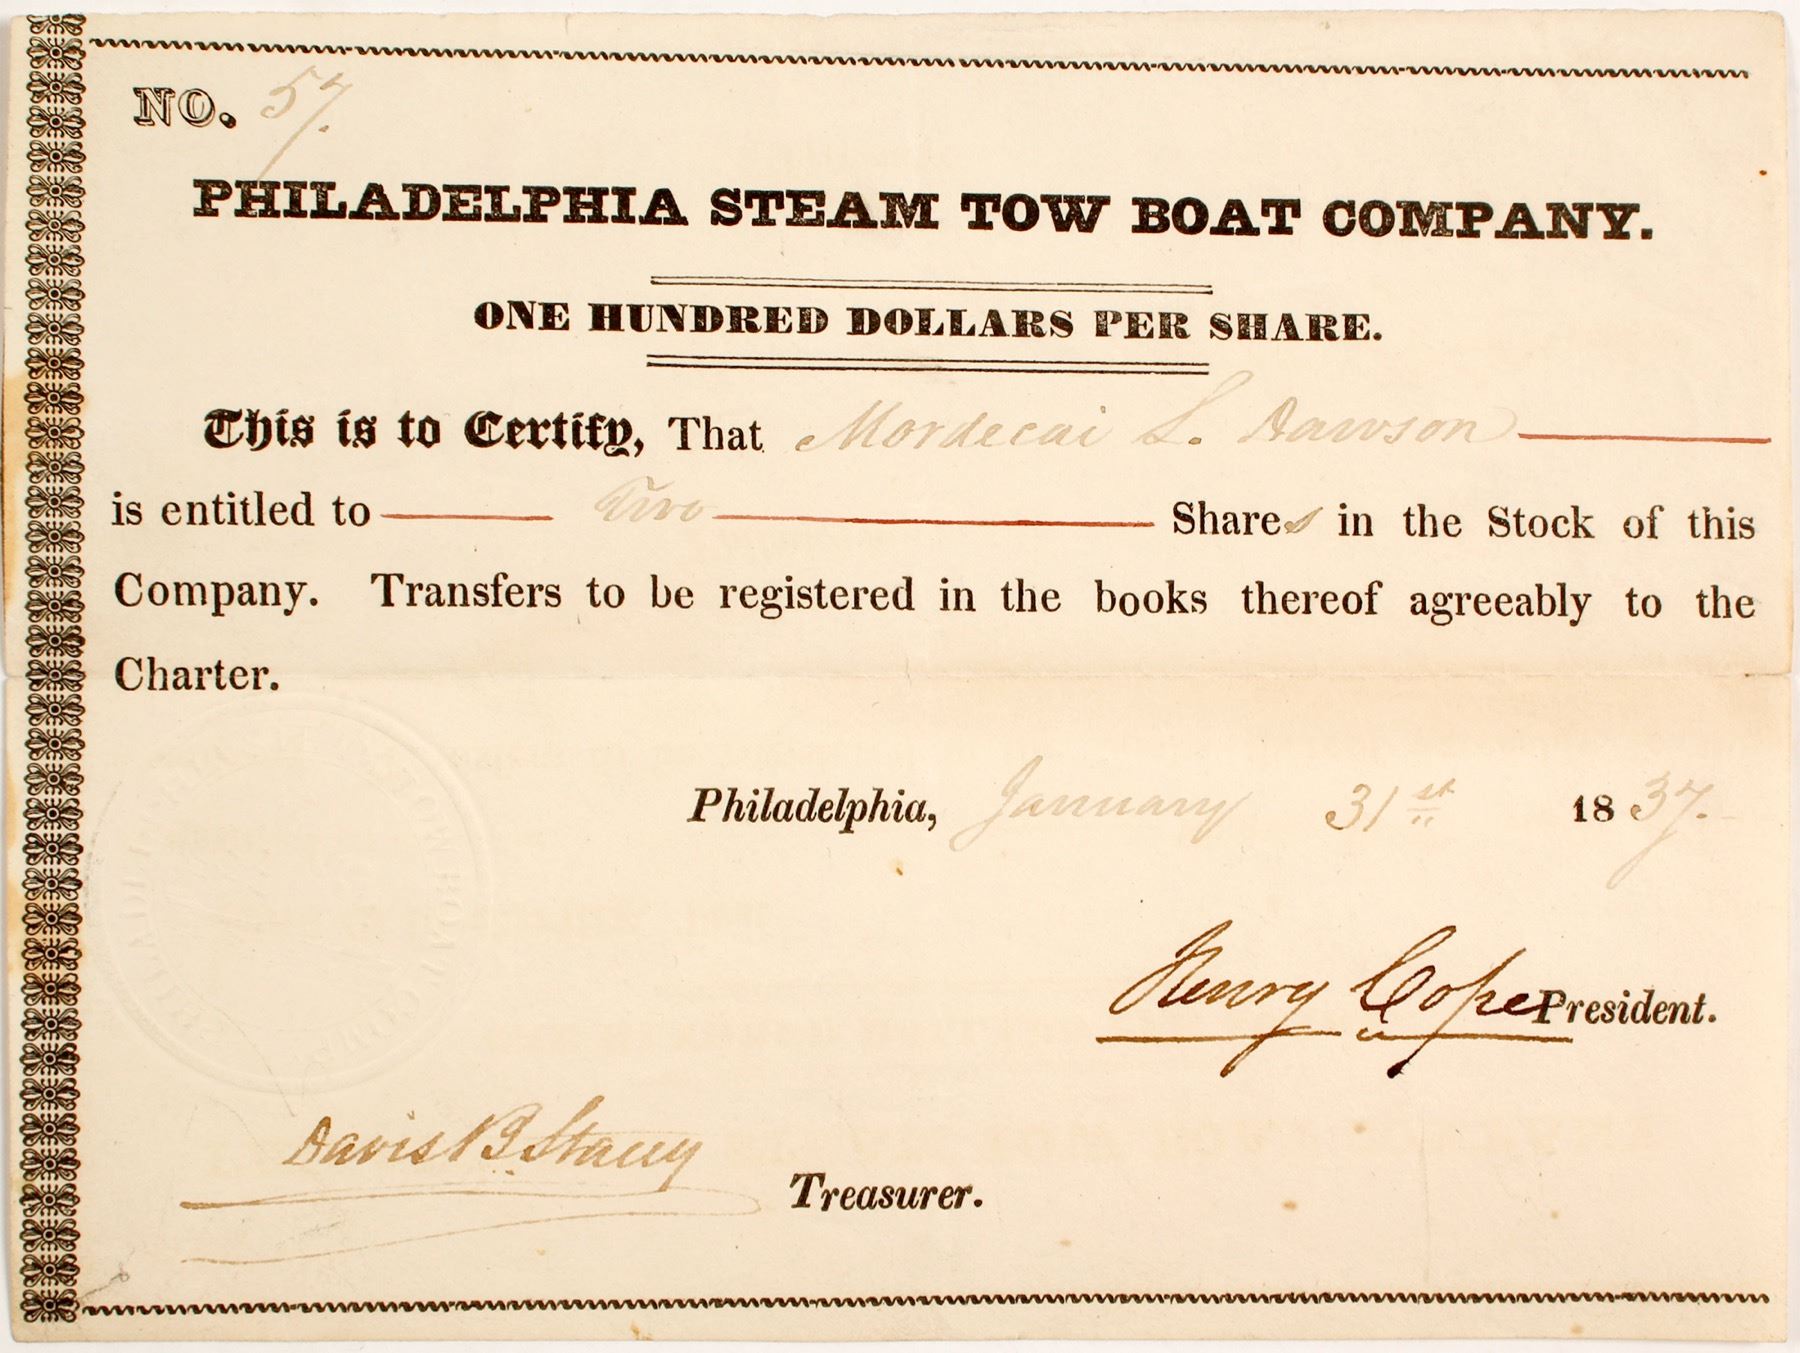 NO. 57.
PHILADELPHIA STEAM TOW BOAT COMPANY.
ONE HUNDRED DOLLARS PER SHARE.
This is to Certify, That Mordecai L. Dawson
is entitled to Two Shares in the Stock of this
Company. Transfers to be registered in the books thereof agreeably to the
Charter.
Philadelphia, January 31st 1837.
Henry Cope President.
Davis B Stacey Treasurer.